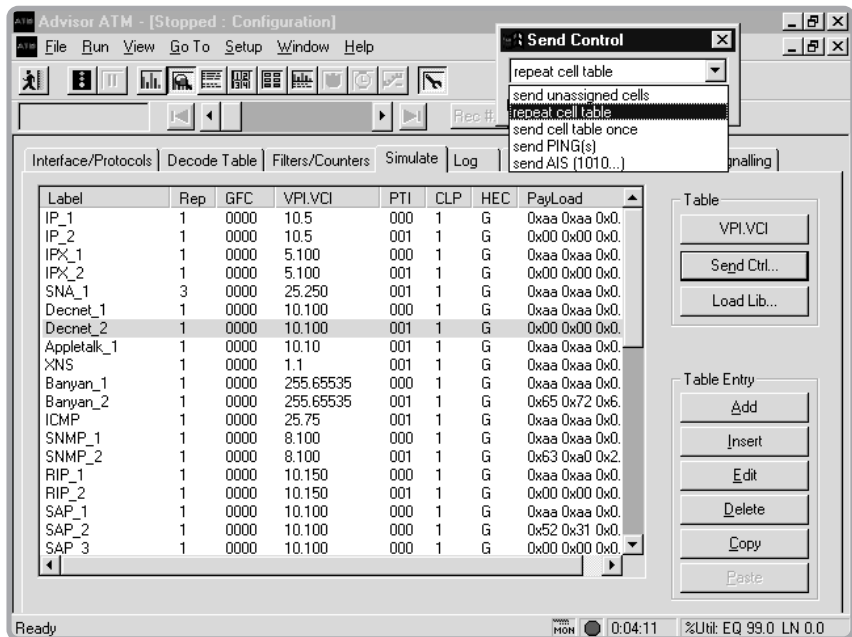 Advisor ATM - [Stopped : Configuration]
File Run View Go To Setup Window Help
Send Control
repeat cell table
send unassigned cells
repeat cell table
send cell table once
send PING(s)
send AIS (1010...)
Rec #
Interface/Protocols Decode Table Filters/Counters Simulate Log
Label Rep GFC VPI.VCI PTI CLP HEC PayLoad
IP_1 1 0000 10.5 000 1 G 0xaa 0xaa 0x0.
IP_2 1 0000 10.5 001 1 G 0x00 0x00 0x0.
IPX_1 1 0000 5.100 000 1 G 0xaa 0xaa 0x0.
IPX_2 1 0000 5.100 001 1 G 0x00 0x00 0x0.
SNA_1 3 0000 25.250 001 1 G 0xaa 0xaa 0x0.
Decnet_1 1 0000 10.100 000 1 G 0xaa 0xaa 0x0.
Decnet_2 1 0000 10.100 001 1 G 0x00 0x00 0x0.
Appletalk_1 1 0000 10.10 001 1 G 0xaa 0xaa 0x0.
XNS 1 0000 1.1 001 1 G 0xaa 0xaa 0x0.
Banyan_1 1 0000 255.65535 000 1 G 0xaa 0xaa 0x0.
Banyan_2 1 0000 255.65535 001 1 G 0x65 0x72 0x6.
ICMP 1 0000 25.75 001 1 G 0xaa 0xaa 0x0.
SNMP_1 1 0000 8.100 000 1 G 0xaa 0xaa 0x0.
SNMP_2 1 0000 8.100 001 1 G 0x63 0xa0 0x2.
RIP_1 1 0000 10.150 000 1 G 0xaa 0xaa 0x0.
RIP_2 1 0000 10.150 001 1 G 0x00 0x00 0x0.
SAP_1 1 0000 10.100 000 1 G 0xaa 0xaa 0x0.
SAP_2 1 0000 10.100 000 1 G 0x52 0x31 0x0.
SAP_3 1 0000 10.100 000 1 G 0x00 0x00 0x0.
Table
VPI.VCI
Send Ctrl...
Load Lib...
Table Entry
Add
Insert
Edit
Delete
Copy
Paste
Ready MON 0:04:11 %Util: EQ 99.0 LN 0.0